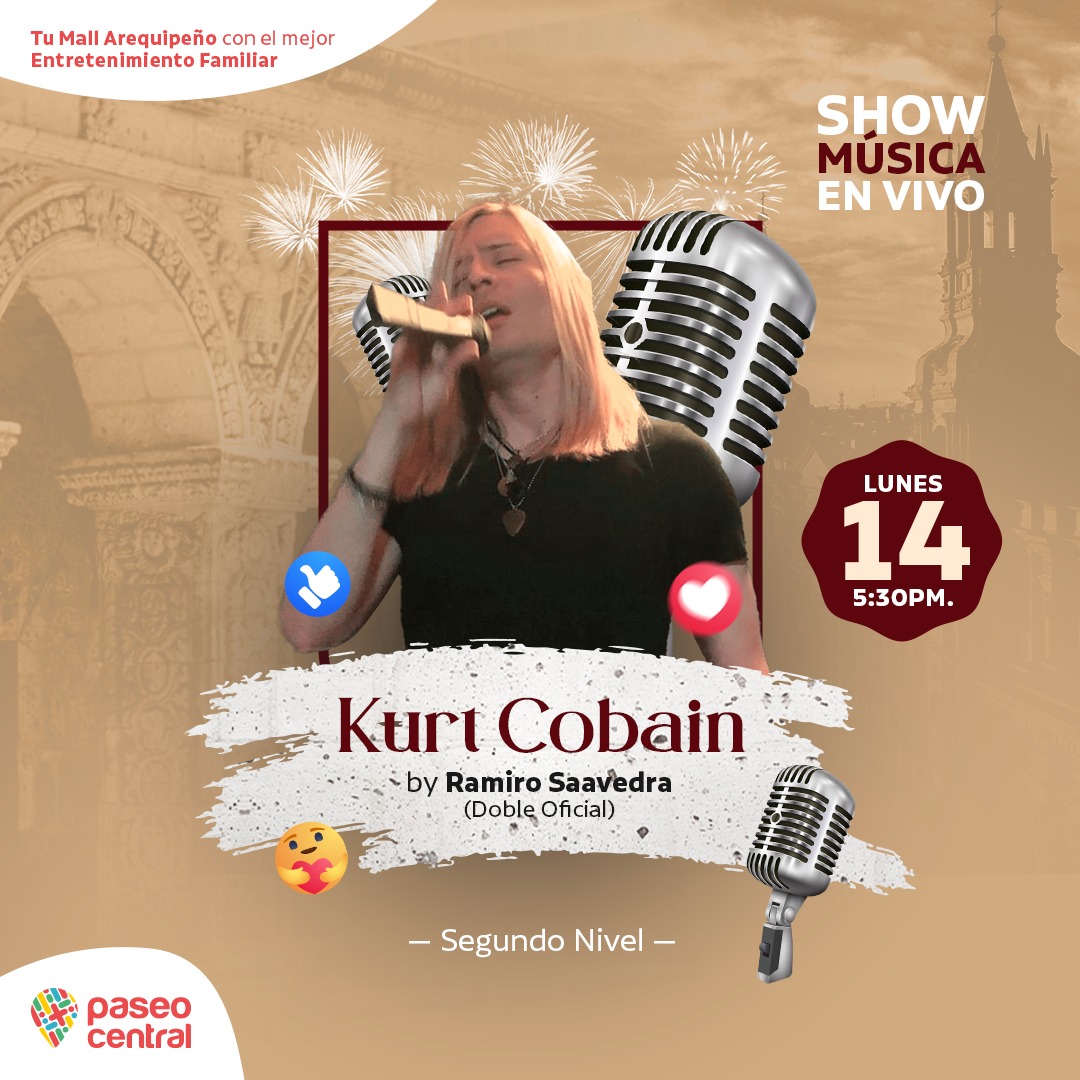 Tu Mall Arequipeño con el mejor
Entretenimiento Familiar
SHOW
MÚSICA
EN VIVO
LUNES
14
5:30PM.
Kurt Cobain
by Ramiro Saavedra
(Doble Oficial)
— Segundo Nivel —
paseo
central